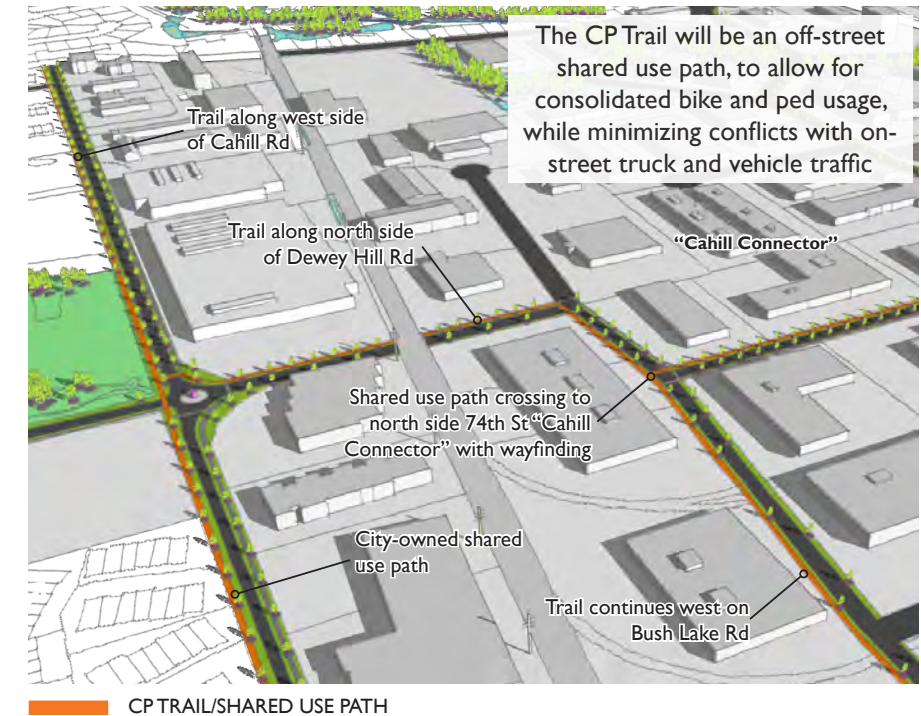 The CP Trail will be an off-street
shared use path, to allow for
consolidated bike and ped usage,
while minimizing conflicts with on-
street truck and vehicle traffic
Trail along west side
of Cahill Rd
Trail along north side
of Dewey Hill Rd
“Cahill Connector”
Shared use path crossing to
north side 74th St “Cahill
Connector” with wayfinding
City-owned shared
use path
Trail continues west on
Bush Lake Rd
CP TRAIL/SHARED USE PATH